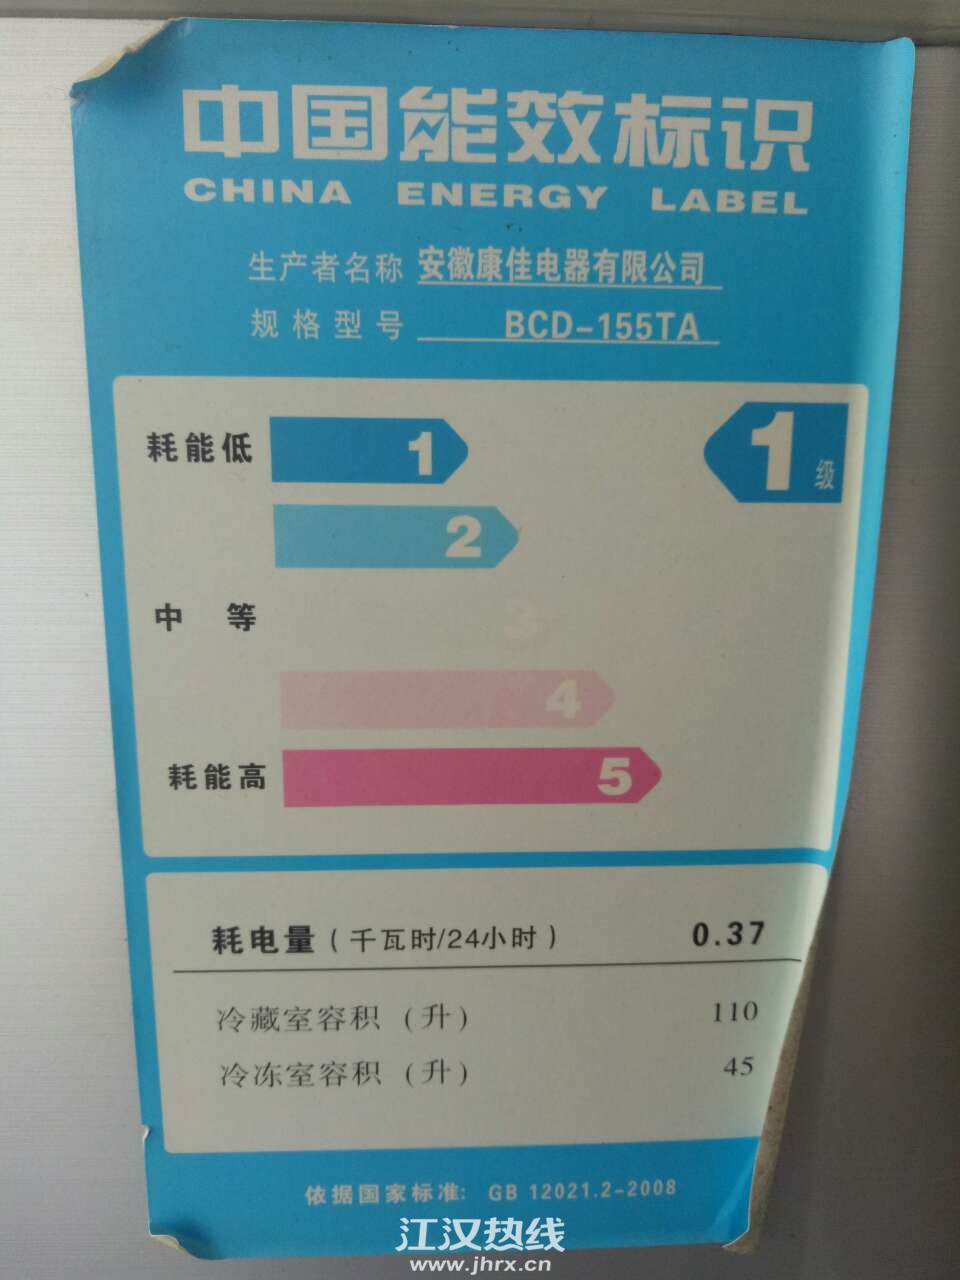 中国能效标识
CHINA ENERGY LABEL
生产者名称 安徽康佳电器有限公司
规格型号 BCD-155TA
耗能低 1 1级
2
中等 3
4
耗能高 5
耗电量（千瓦时/24小时） 0.37
冷藏室容积（升） 110
冷冻室容积（升） 45
依据国家标准: GB 12021.2-2008
江汉热线
www.jhrx.cn